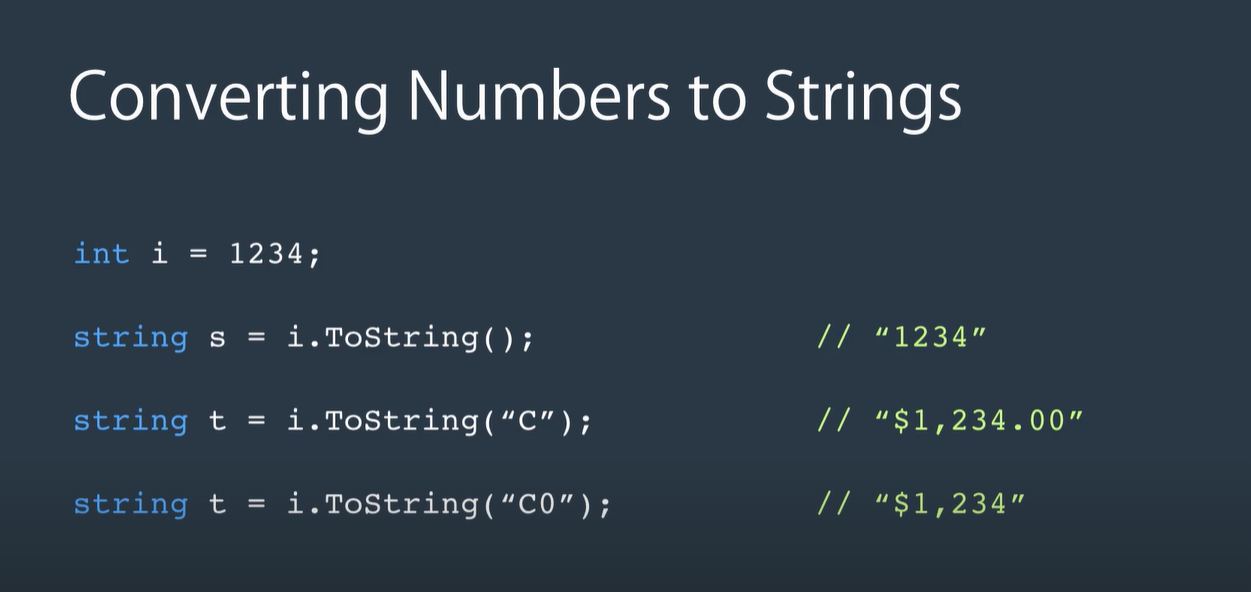 Converting Numbers to Strings
int i = 1234;
string s = i.ToString(); // “1234”
string t = i.ToString(“C”); // “$1,234.00”
string t = i.ToString(“C0”); // “$1,234”